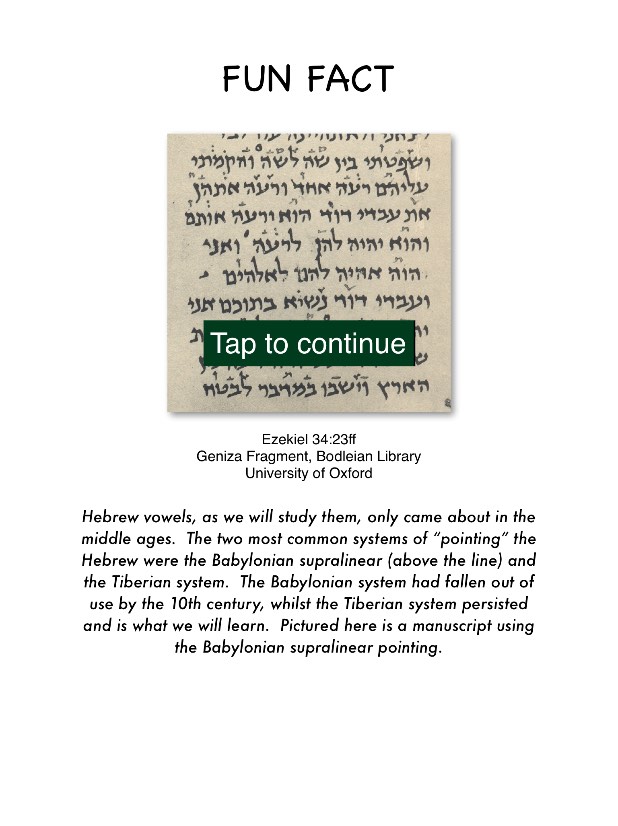 FUN FACT
ושפטתי בין שה לשה והקמתי
עליהם רעה אחד ורעה אתהן
את עבדי דויד הוא ירעה אותם
והוא יהיה להן לרעה ואני
יהוה אהיה להם לאלהים
ועבדי דוד נשיא בתוכם אני
Tap to continue
הארץ וישבו במדבר לבטח
Ezekiel 34:23ff
Geniza Fragment, Bodleian Library
University of Oxford
Hebrew vowels, as we will study them, only came about in the
middle ages.  The two most common systems of “pointing” the
Hebrew were the Babylonian supralinear (above the line) and
the Tiberian system.  The Babylonian system had fallen out of
use by the 10th century, whilst the Tiberian system persisted
and is what we will learn.  Pictured here is a manuscript using
the Babylonian supralinear pointing.